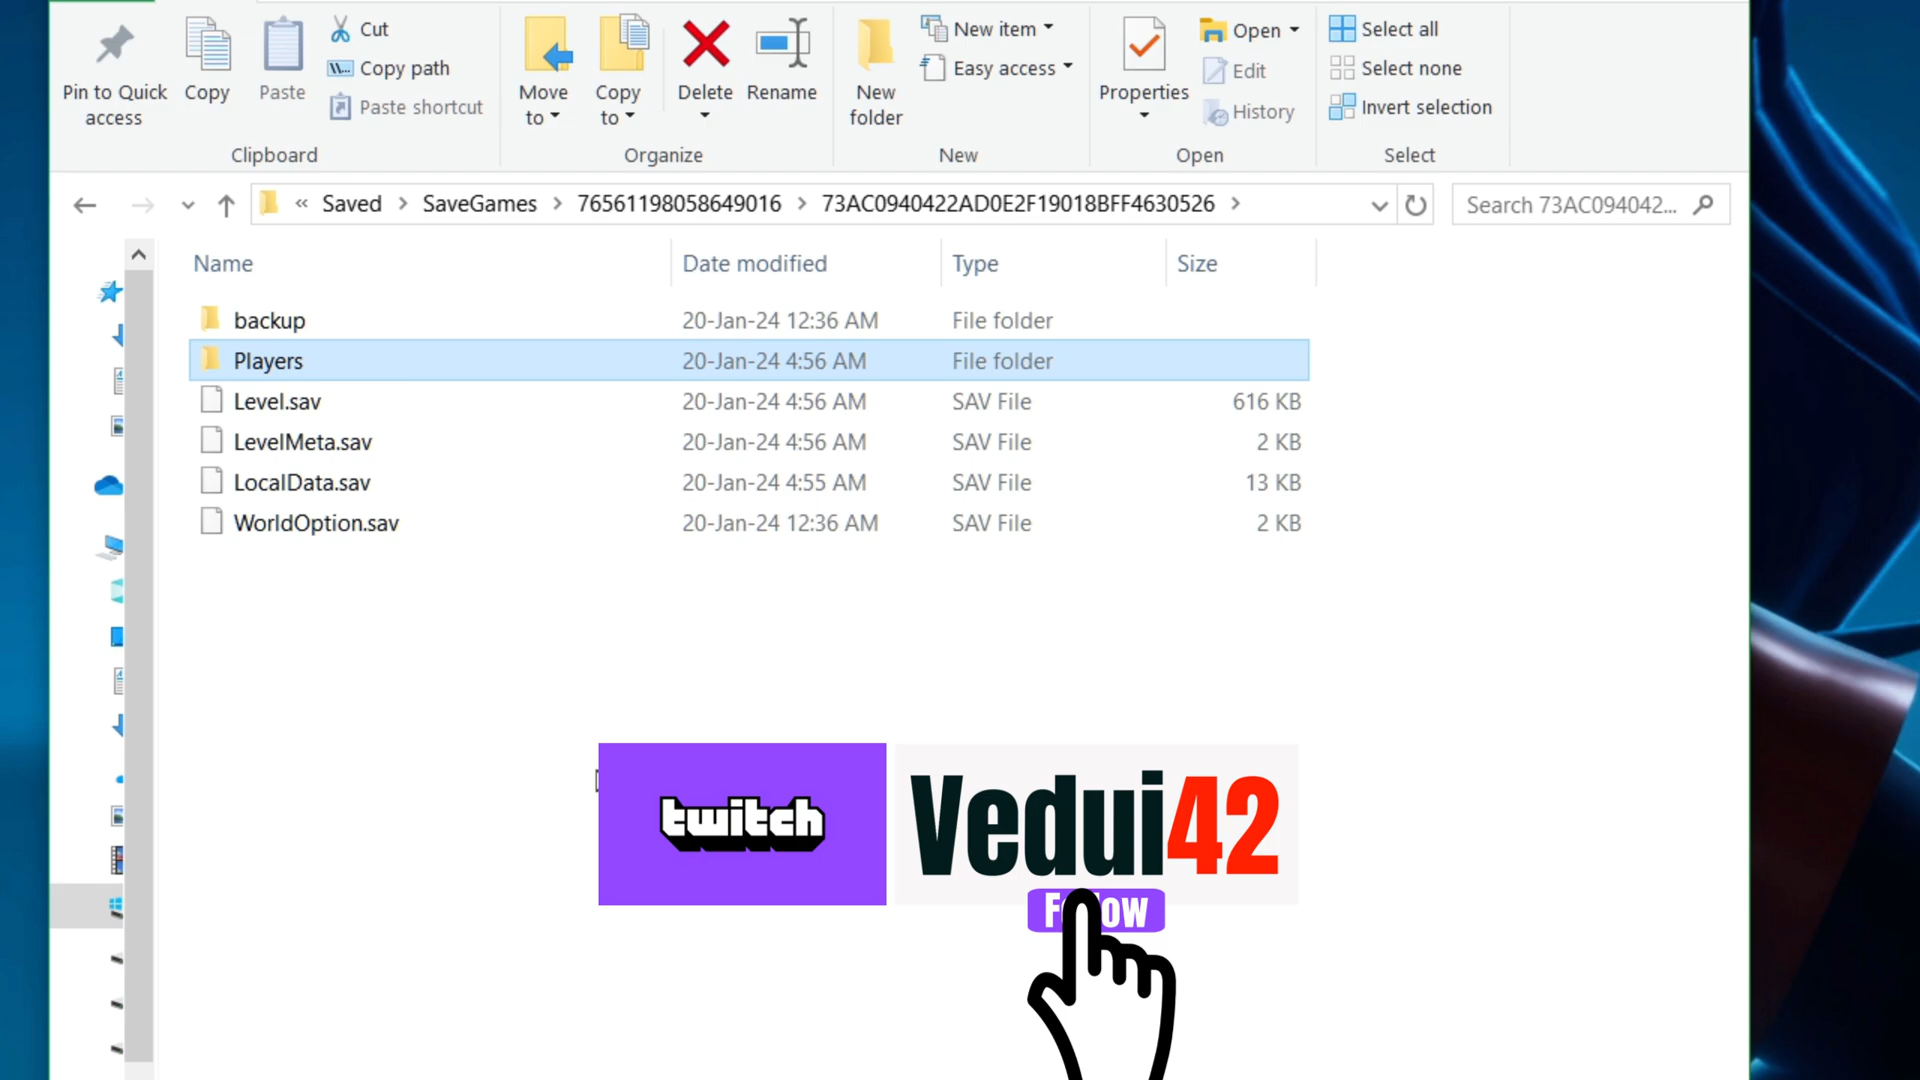 Cut
Copy path
Paste shortcut
Pin to Quick access
Copy
Paste
Move to
Copy to
Delete
Rename
New folder
New item
Easy access
Properties
Open
Edit
History
Select all
Select none
Invert selection
Clipboard
Organize
New
Open
Select
« Saved > SaveGames > 76561198058649016 > 73AC0940422AD0E2F19018BFF4630526 >
Search 73AC094042...
Name Date modified Type Size
backup 20-Jan-24 12:36 AM File folder
Players 20-Jan-24 4:56 AM File folder
Level.sav 20-Jan-24 4:56 AM SAV File 616 KB
LevelMeta.sav 20-Jan-24 4:56 AM SAV File 2 KB
LocalData.sav 20-Jan-24 4:55 AM SAV File 13 KB
WorldOption.sav 20-Jan-24 12:36 AM SAV File 2 KB
twitch
Vedui42
Follow